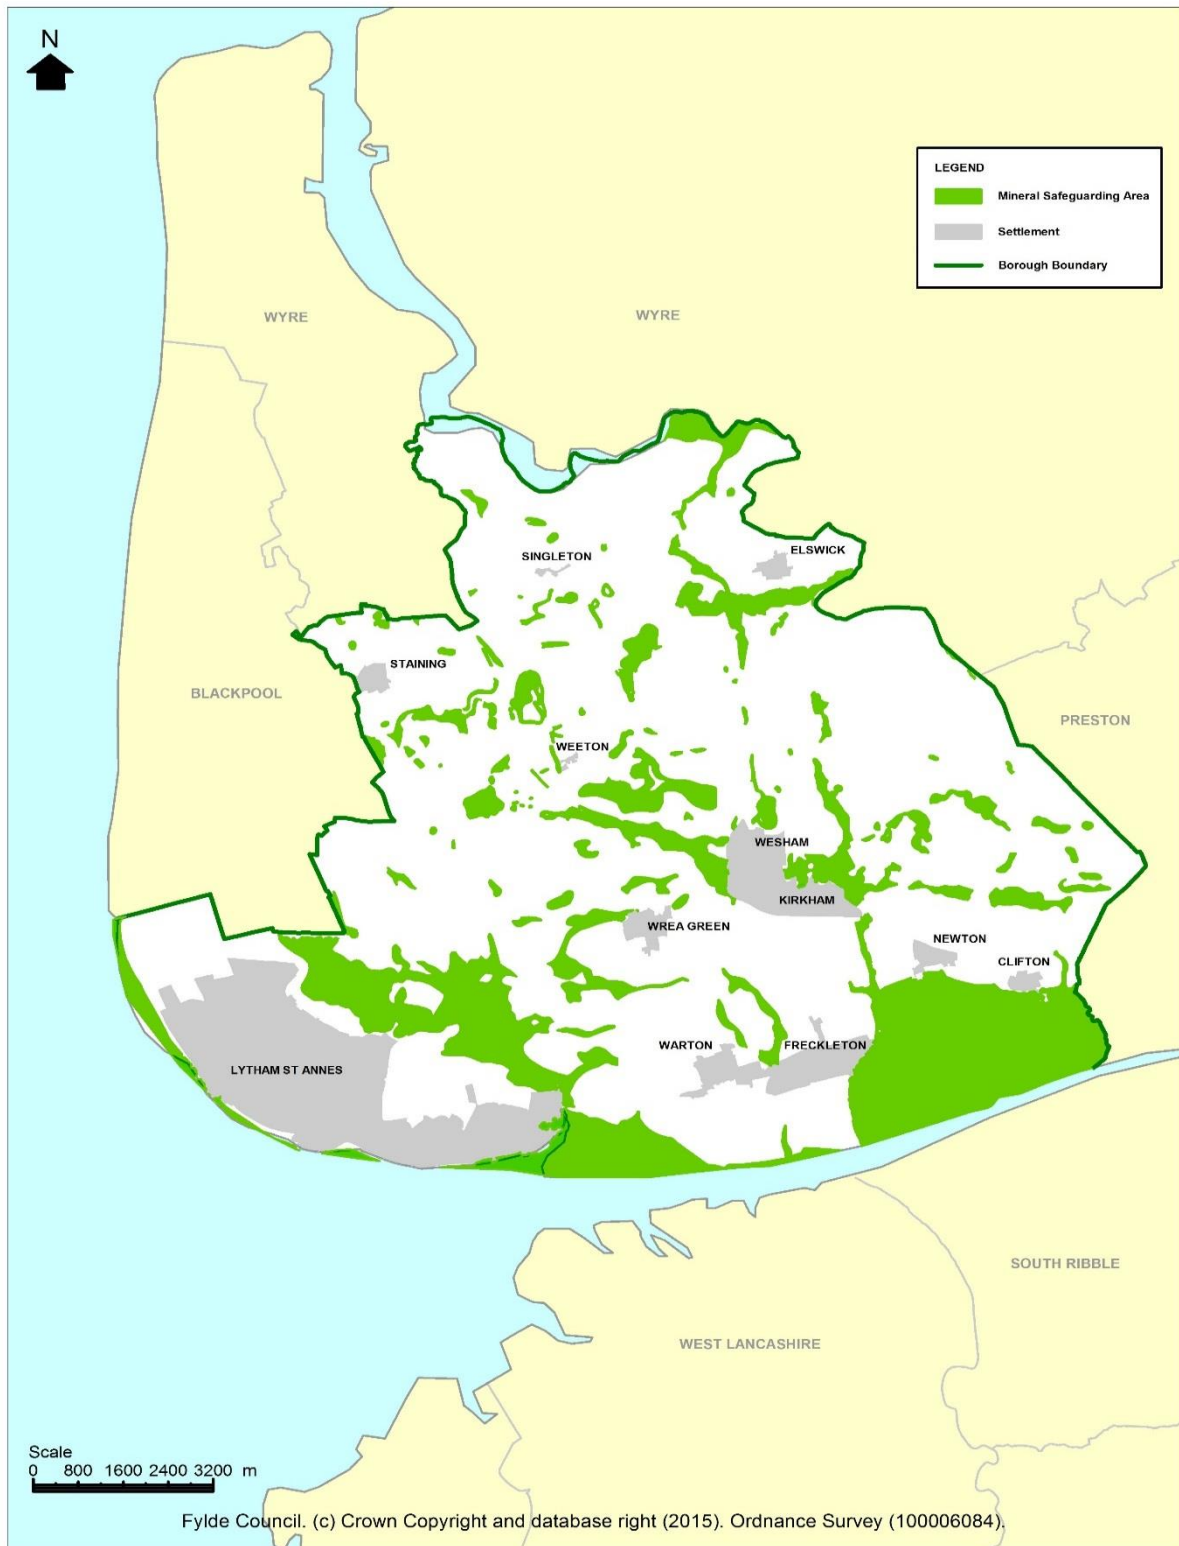 N
LEGEND
Mineral Safeguarding Area
Settlement
Borough Boundary
WYRE
WYRE
SINGLETON
ELSWICK
STAINING
BLACKPOOL
PRESTON
WEETON
WESHAM
KIRKHAM
WREA GREEN
NEWTON
CLIFTON
WARTON
FRECKLETON
LYTHAM ST ANNES
SOUTH RIBBLE
WEST LANCASHIRE
Scale
0 800 1600 2400 3200 m
Fylde Council. (c) Crown Copyright and database right (2015). Ordnance Survey (100006084).